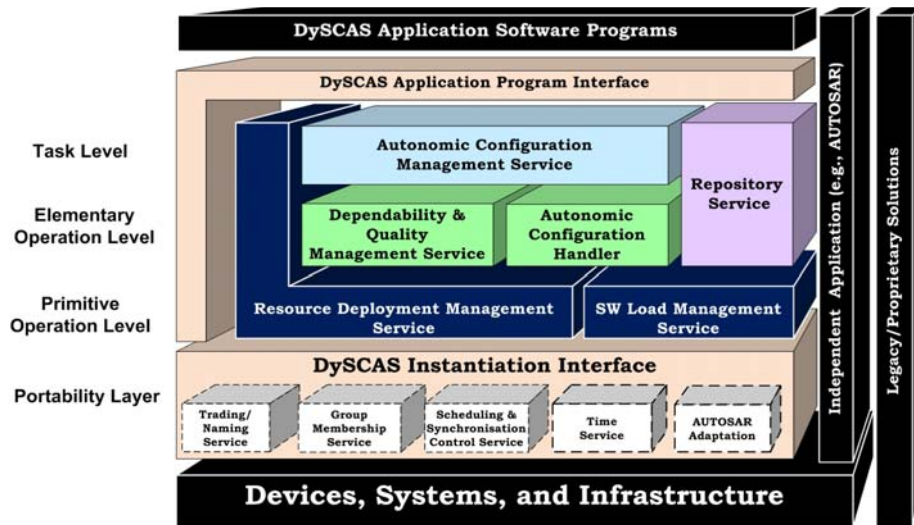 DySCAS Application Software Programs
DySCAS Application Program Interface
Task Level
Autonomic Configuration
Management Service
Repository
Service
Elementary
Operation Level
Dependability &
Quality
Management Service
Autonomic
Configuration
Handler
Primitive
Operation Level
Resource Deployment Management
Service
SW Load Management
Service
DySCAS Instantiation Interface
Portability Layer
Trading/
Naming
Service
Group
Membership
Service
Scheduling &
Synchronisation
Control Service
Time
Service
AUTOSAR
Adaptation
Devices, Systems, and Infrastructure
Independent Application (e.g., AUTOSAR)
Legacy/Proprietary Solutions